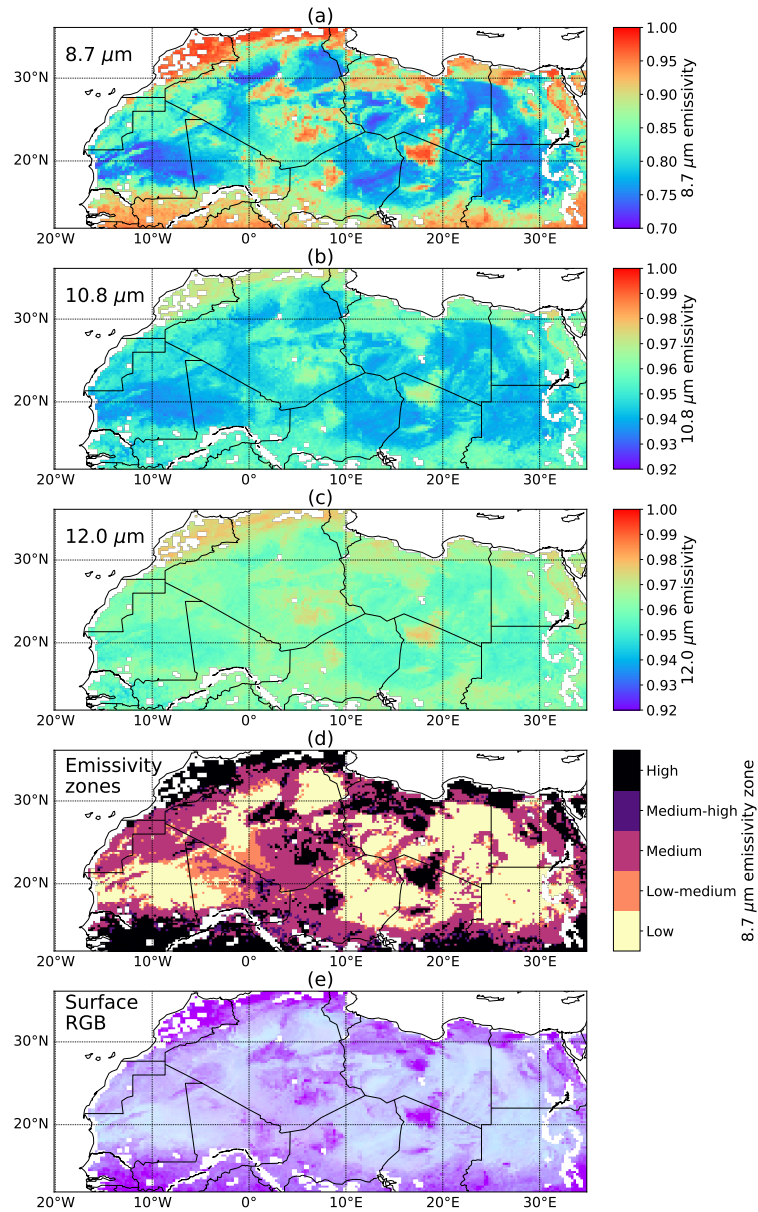 (a)
8.7 μm
30°N
20°N
20°W
10°W
0°
10°E
20°E
30°E
1.00
0.95
0.90
0.85
0.80
0.75
0.70
8.7 μm emissivity
(b)
10.8 μm
30°N
20°N
20°W
10°W
0°
10°E
20°E
30°E
1.00
0.99
0.98
0.97
0.96
0.95
0.94
0.93
0.92
10.8 μm emissivity
(c)
12.0 μm
30°N
20°N
20°W
10°W
0°
10°E
20°E
30°E
1.00
0.99
0.98
0.97
0.96
0.95
0.94
0.93
0.92
12.0 μm emissivity
(d)
Emissivity
zones
30°N
20°N
20°W
10°W
0°
10°E
20°E
30°E
High
Medium-high
Medium
Low-medium
Low
8.7 μm emissivity zone
(e)
Surface
RGB
30°N
20°N
20°W
10°W
0°
10°E
20°E
30°E